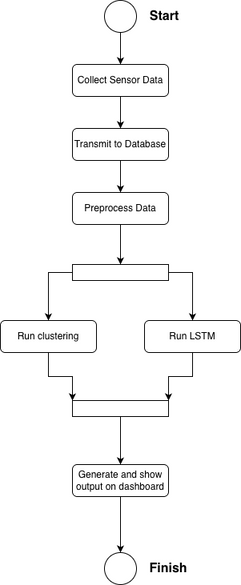 Start
Collect Sensor Data
Transmit to Database
Preprocess Data
Run clustering
Run LSTM
Generate and show
output on dashboard
Finish